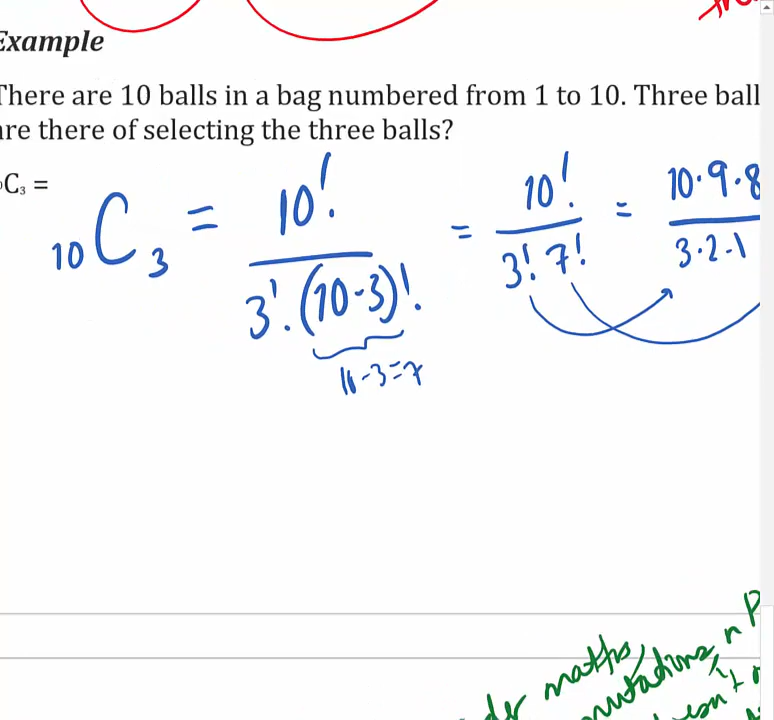 Example
There are 10 balls in a bag numbered from 1 to 10. Three ball
are there of selecting the three balls?
C₃ =
₁₀C₃ = 10! / 3!.(10-3)! = 10! / 3! 7! = 10·9·8 / 3·2·1
10-3=7
n P
maths,